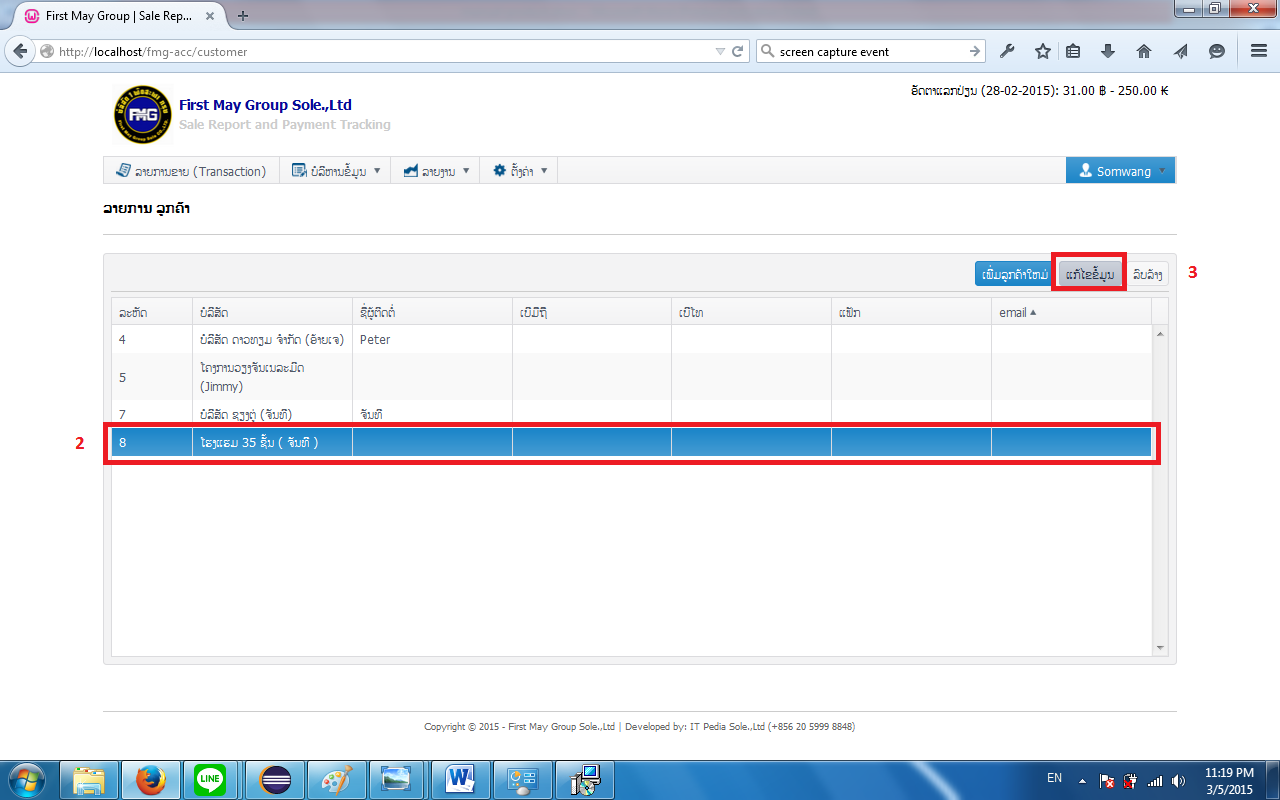 First May Group | Sale Rep...
http://localhost/fmg-acc/customer
screen capture event
FMG
First May Group Sole.,Ltd
Sale Report and Payment Tracking
ອັດຕາແລກປ່ຽນ (28-02-2015): 31.00 ฿ - 250.00 ₭
ລາຍການຂາຍ (Transaction)
ບໍລິຫານຂໍ້ມູນ
ລາຍງານ
ຕັ້ງຄ່າ
Somwang
ລາຍການ ລູກຄ້າ
ເພີ່ມລູກຄ້າໃຫມ່
ແກ້ໄຂຂໍ້ມູນ
ລົບລ້າງ
3
ລະຫັດ
ບໍລິສັດ
ຊື່ຜູ້ຕິດຕໍ່
ເບີມືຖື
ເບີໂທ
ແຟັກ
email
4
ບໍລິສັດ ດາວທຽມ ຈຳກັດ (ອ້າຍເຈ)
Peter
5
ໂຄງການວຽງຈັນເນລະມິດ
(Jimmy)
7
ບໍລິສັດ ຊຽງຕຸ່ (ຈັນທີ)
ຈັນທີ
2
8
ໂຮງແຮມ 35 ຊັ້ນ ( ຈັນທີ )
Copyright © 2015 - First May Group Sole.,Ltd | Developed by: IT Pedia Sole.,Ltd (+856 20 5999 8848)
LINE
EN
11:19 PM
3/5/2015